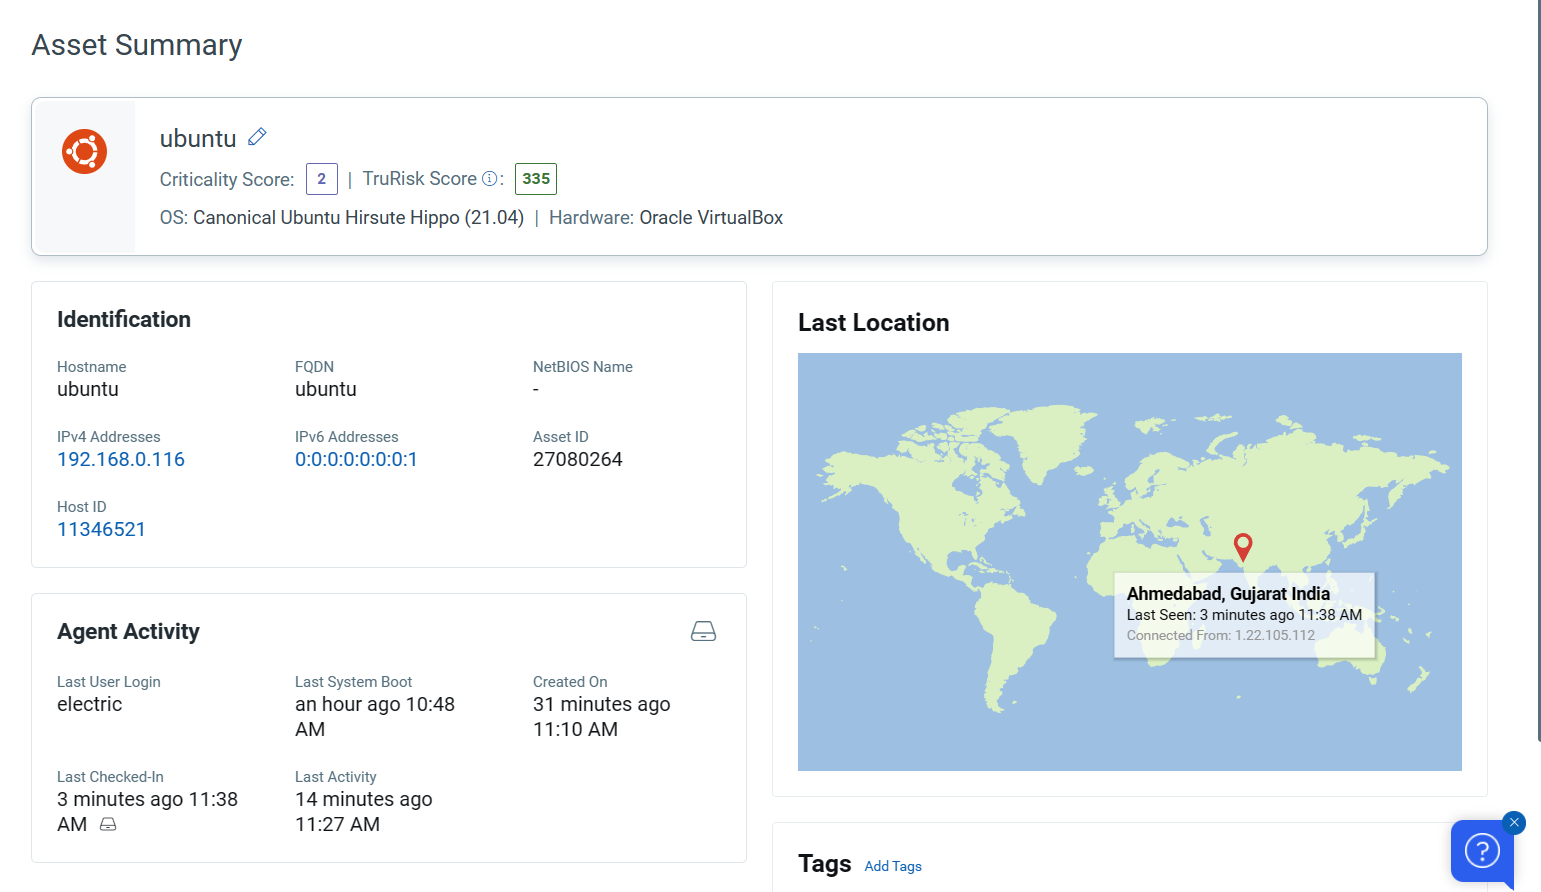 Asset Summary
ubuntu
Criticality Score: 2 | TruRisk Score i: 335
OS: Canonical Ubuntu Hirsute Hippo (21.04) | Hardware: Oracle VirtualBox
Identification
Hostname
ubuntu
FQDN
ubuntu
NetBIOS Name
-
IPv4 Addresses
192.168.0.116
IPv6 Addresses
0:0:0:0:0:0:0:1
Asset ID
27080264
Host ID
11346521
Agent Activity
Last User Login
electric
Last System Boot
an hour ago 10:48
AM
Created On
31 minutes ago
11:10 AM
Last Checked-In
3 minutes ago 11:38
AM
Last Activity
14 minutes ago
11:27 AM
Last Location
Ahmedabad, Gujarat India
Last Seen: 3 minutes ago 11:38 AM
Connected From: 1.22.105.112
Tags Add Tags
?